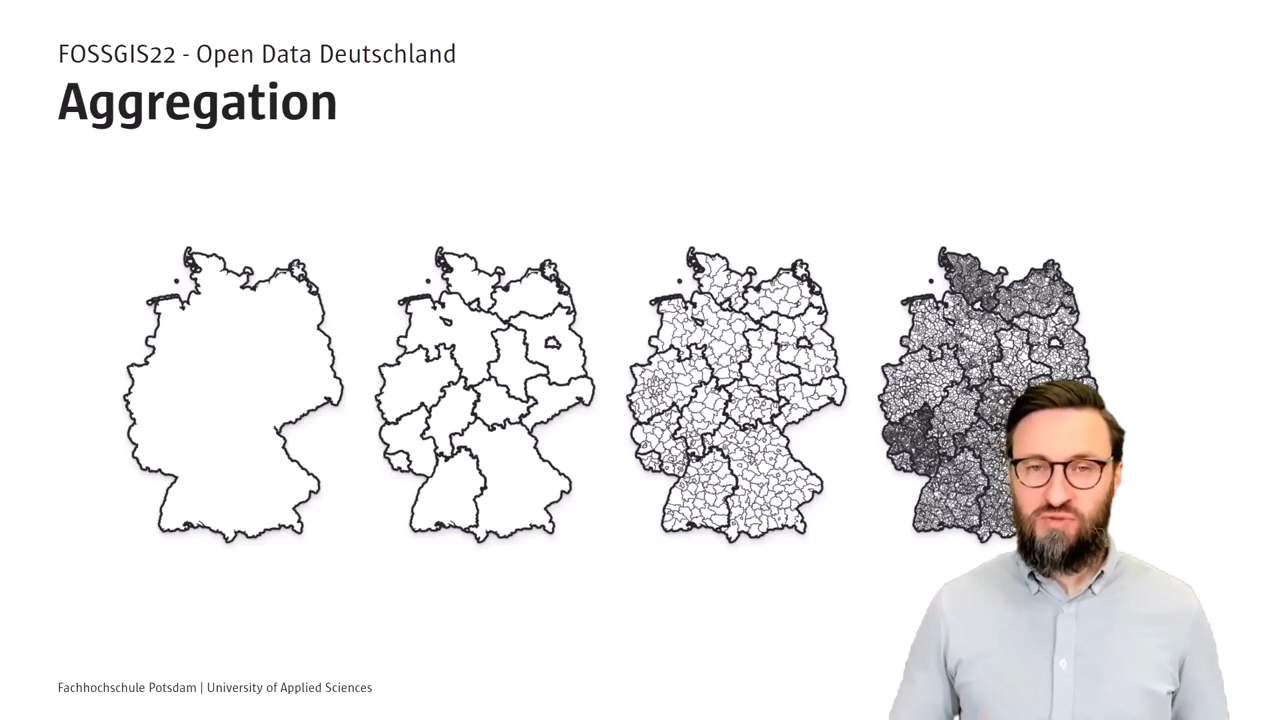 FOSSGIS22 - Open Data Deutschland
Aggregation
Fachhochschule Potsdam | University of Applied Sciences